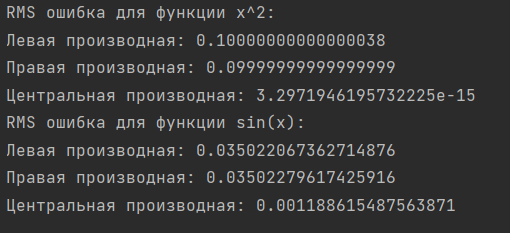 RMS ошибка для функции x^2:
Левая производная: 0.10000000000000038
Правая производная: 0.09999999999999999
Центральная производная: 3.2971946195732225e-15
RMS ошибка для функции sin(x):
Левая производная: 0.035022067362714876
Правая производная: 0.03502279617425916
Центральная производная: 0.001188615487563871